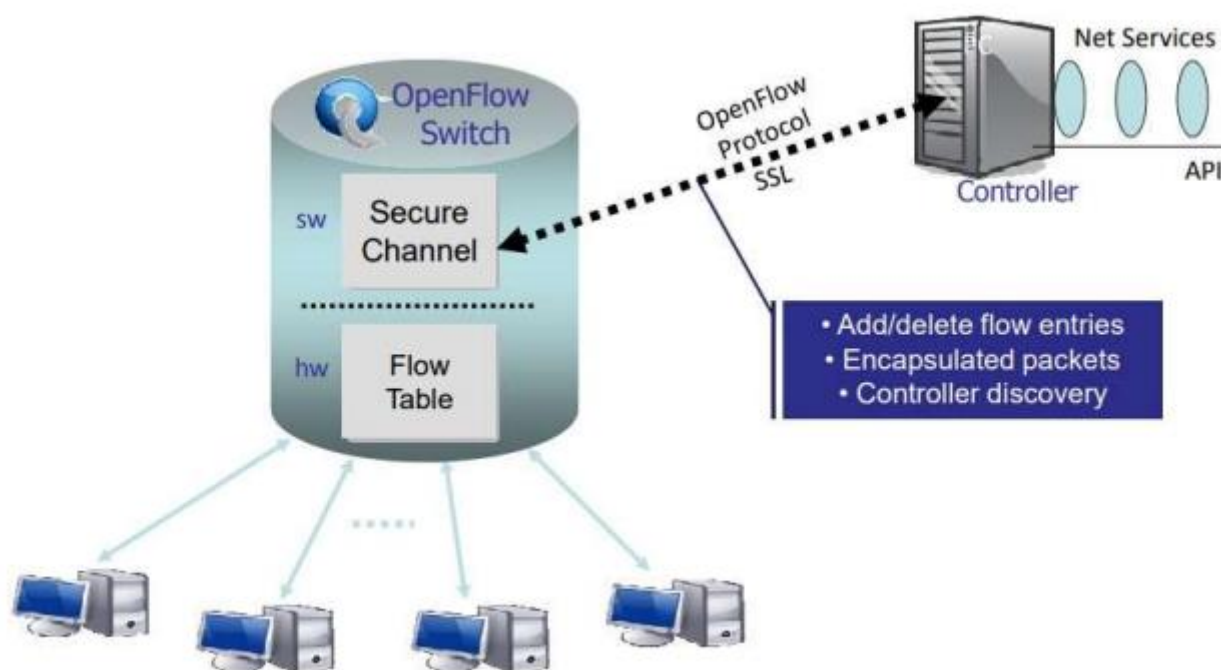 OpenFlow
Switch
sw
Secure
Channel
hw
Flow
Table
OpenFlow
Protocol
SSL
Controller
Net Services
API
• Add/delete flow entries
• Encapsulated packets
• Controller discovery